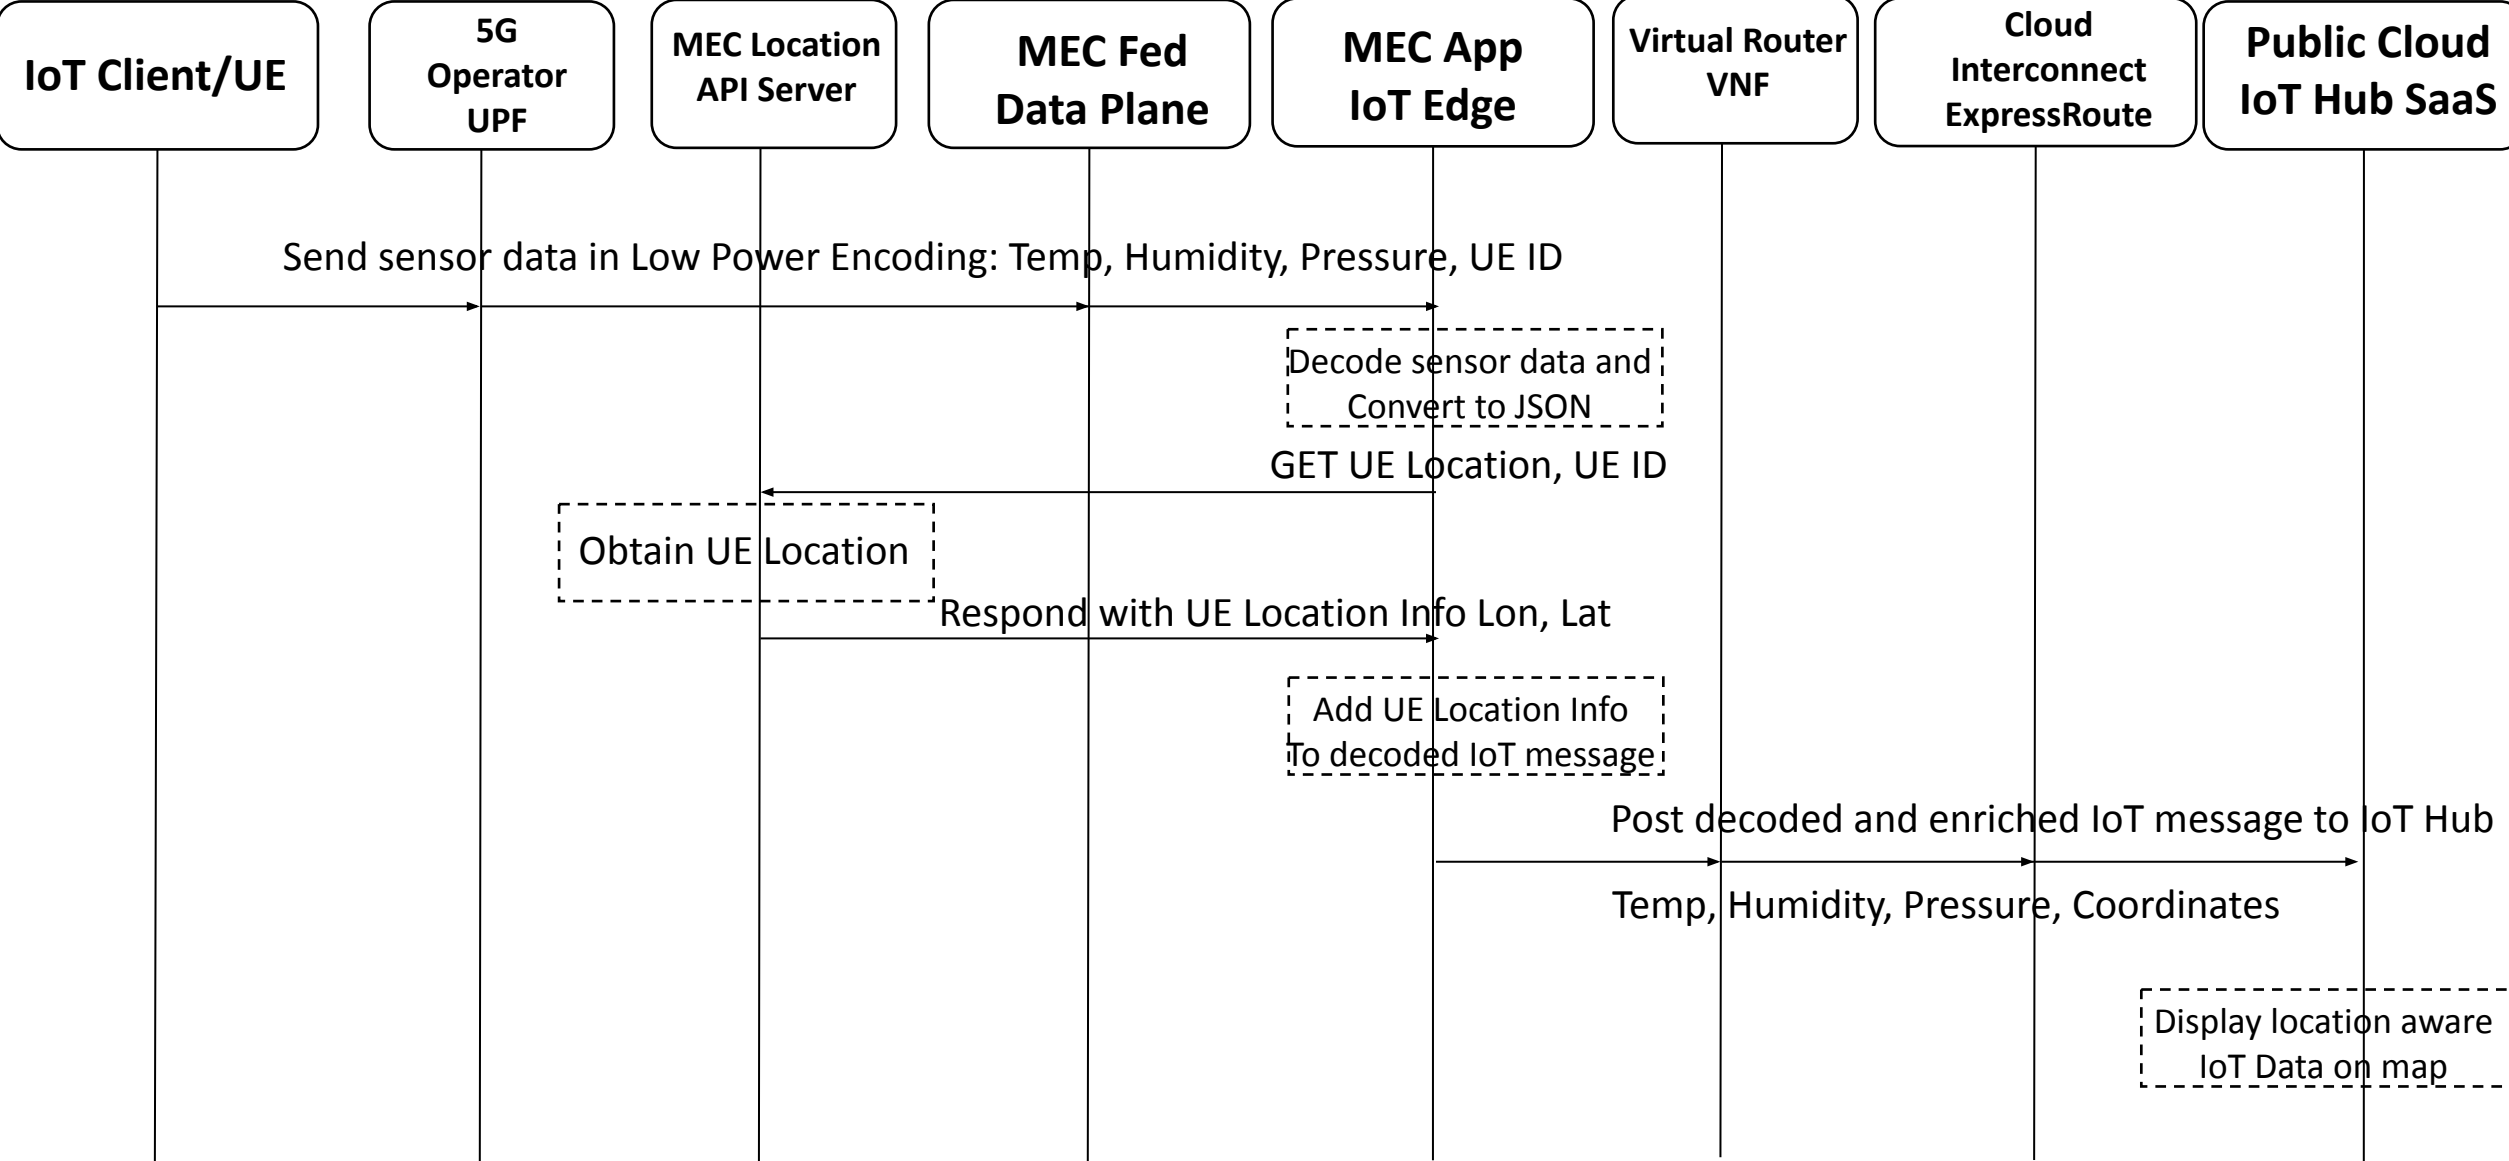 IoT Client/UE
5G
Operator
UPF
MEC Location
API Server
MEC Fed
Data Plane
MEC App
IoT Edge
Virtual Router
VNF
Cloud
Interconnect
ExpressRoute
Public Cloud
IoT Hub SaaS
Send sensor data in Low Power Encoding: Temp, Humidity, Pressure, UE ID
Decode sensor data and
Convert to JSON
GET UE Location, UE ID
Obtain UE Location
Respond with UE Location Info Lon, Lat
Add UE Location Info
To decoded IoT message
Post decoded and enriched IoT message to IoT Hub
Temp, Humidity, Pressure, Coordinates
Display location aware
IoT Data on map